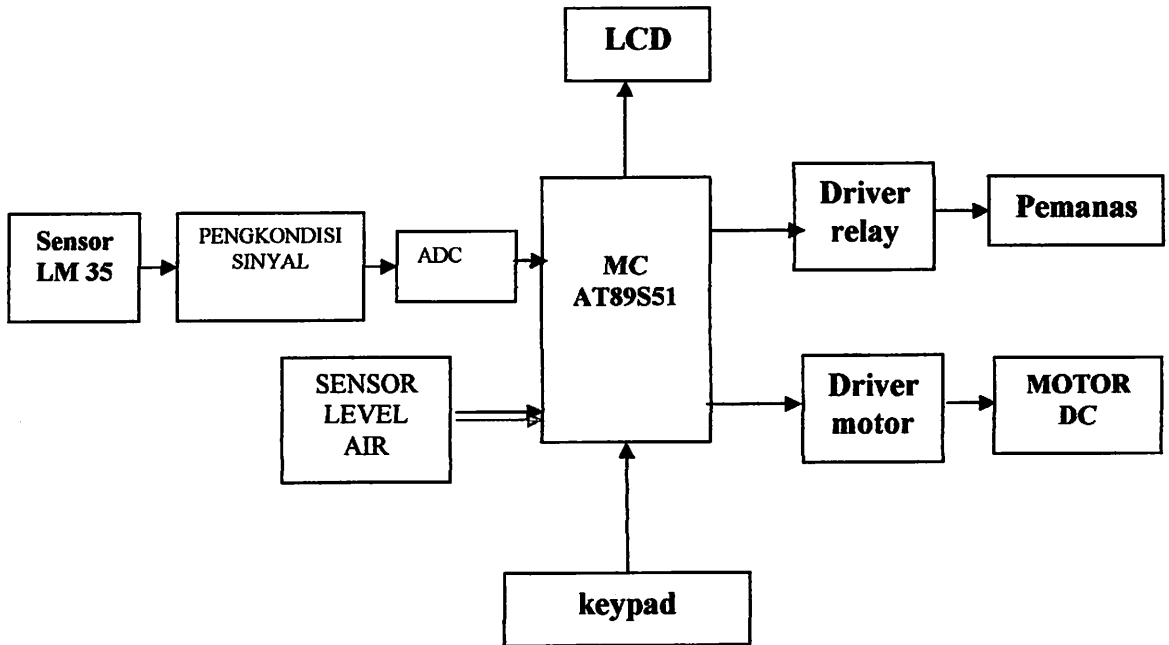 LCD
Driver
relay
Pemanas
Sensor
LM 35
PENGKONDISI
SINYAL
ADC
MC
AT89S51
SENSOR
LEVEL
AIR
Driver
motor
MOTOR
DC
keypad